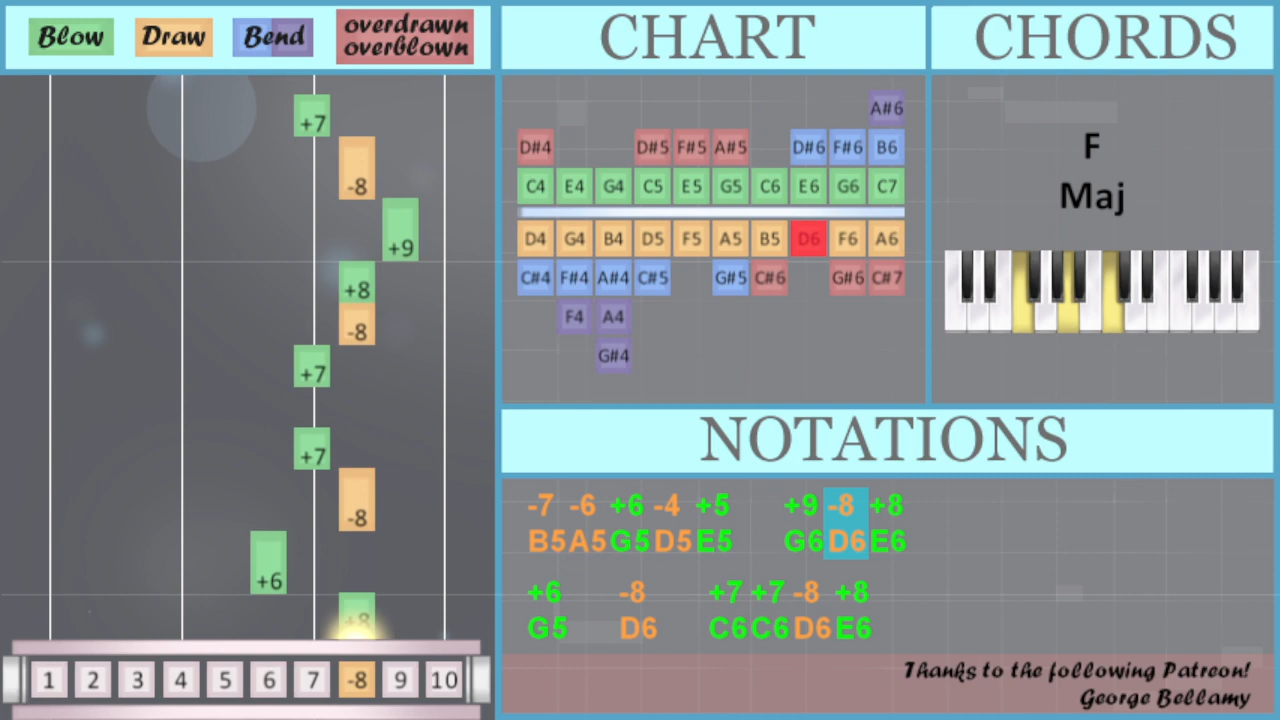 Blow Draw Bend overdrawn
overblown
CHART
CHORDS
+7
-8
+9
+8
-8
+7
+7
-8
+6
+8
1 2 3 4 5 6 7 -8 9 10
A#6
D#4 D#5 F#5 A#5 D#6 F#6 B6
C4 E4 G4 C5 E5 G5 C6 E6 G6 C7
D4 G4 B4 D5 F5 A5 B5 D6 F6 A6
C#4 F#4 A#4 C#5 G#5 C#6 G#6 C#7
F4 A4
G#4
F
Maj
NOTATIONS
-7 -6 +6 -4 +5 +9 -8 +8
B5 A5 G5 D5 E5 G6 D6 E6
+6 -8 +7 +7 -8 +8
G5 D6 C6 C6 D6 E6
Thanks to the following Patreon!
George Bellamy